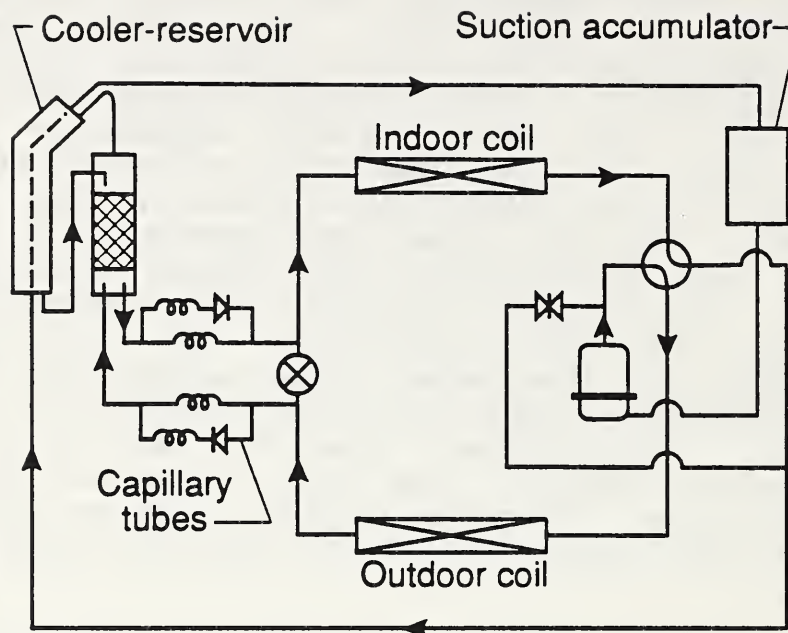 Cooler-reservoir
Suction accumulator
Indoor coil
Capillary
tubes
Outdoor coil